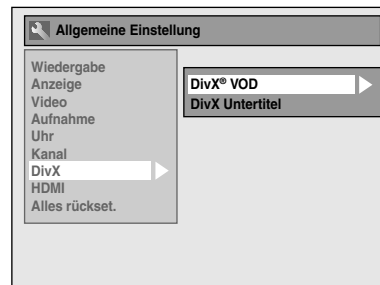 Allgemeine Einstellung
Wiedergabe
Anzeige
Video
Aufnahme
Uhr
Kanal
DivX
HDMI
Alles rückset.
DivX® VOD
DivX Untertitel